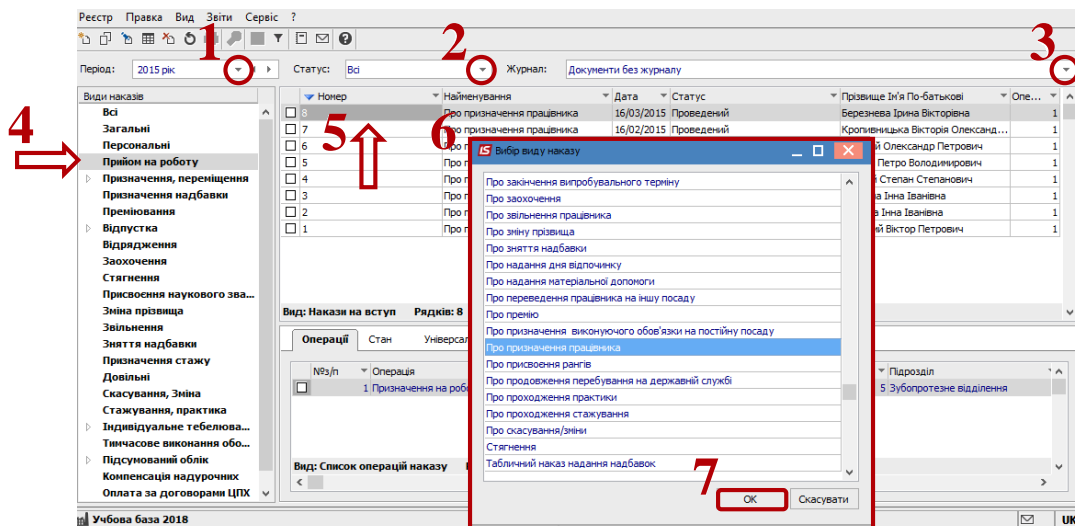 Реєстр Правка Вид Звіти Сервіс ?
1 2 3
Період: 2015 рік Статус: Всі Журнал: Документи без журналу
Види наказів
Всі
Загальні
Персональні
4 Прийом на роботу
Призначення, переміщення
Призначення надбавки
Преміювання
Відпустка
Відрядження
Заохочення
Стягнення
Присвоєння наукового зва...
Зміна прізвища
Звільнення
Зняття надбавки
Призначення стажу
Довільні
Скасування, Зміна
Стажування, практика
Індивідуальне тебелюва...
Тимчасове виконання обо...
Підсумований облік
Компенсація надурочних
Оплата за договорами ЦПХ
Номер Найменування Дата Статус Прізвище Ім'я По-батькові Опе...
8 Про призначення працівника 16/03/2015 Проведений Березнева Ірина Вікторівна 1
7 Про призначення працівника 16/02/2015 Проведений Кропивницька Вікторія Олександ... 1
6 Олександр Петрович 1
5 Петро Володимирович 1
4 Степан Степанович 1
3 Інна Іванівна 1
2 Інна Іванівна 1
1 Віктор Петрович 1
5 6
Вид: Накази на вступ Рядків: 8
Операції Стан Універсал
№з/п Операція Підрозділ
1 Призначення на робо 5 Зубопротезне відділення
Вид: Список операцій наказу
Вибір виду наказу
Про закінчення випробувального терміну
Про заохочення
Про звільнення працівника
Про зміну прізвища
Про зняття надбавки
Про надання дня відпочинку
Про надання матеріальної допомоги
Про переведення працівника на іншу посаду
Про премію
Про призначення виконуючого обов'язки на постійну посаду
Про призначення працівника
Про присвоєння рангів
Про продовження перебування на державній службі
Про проходження практики
Про проходження стажування
Про скасування/зміни
Стягнення
Табличний наказ надання надбавок
7
OK Скасувати
Учбова база 2018 UK